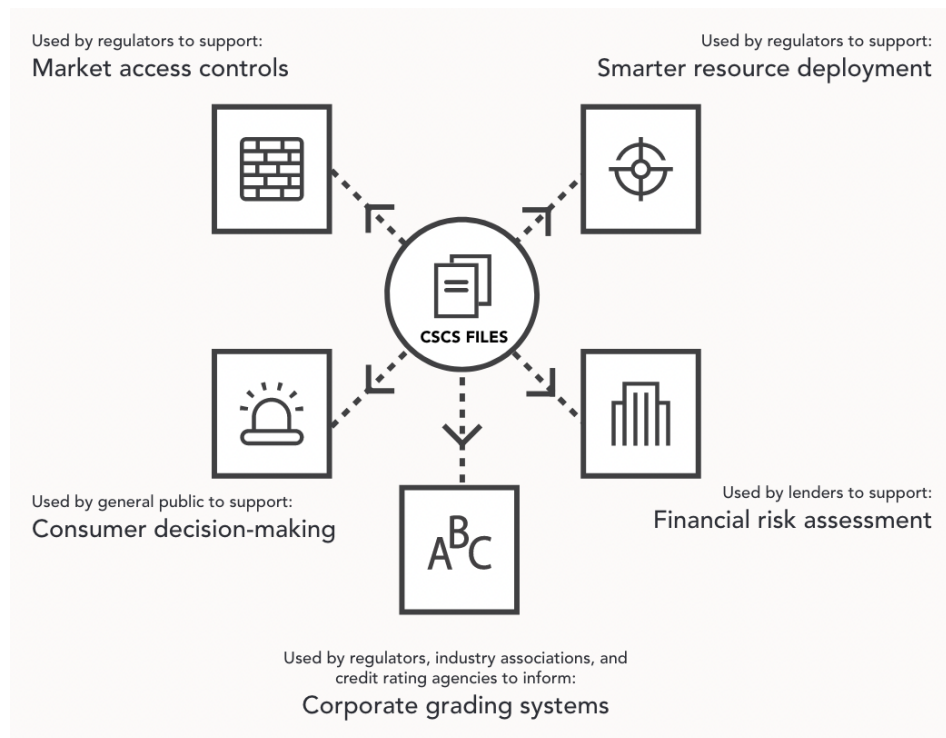 Used by regulators to support:
Market access controls
Used by regulators to support:
Smarter resource deployment
CSCS FILES
Used by general public to support:
Consumer decision-making
Used by lenders to support:
Financial risk assessment
ABC
Used by regulators, industry associations, and
credit rating agencies to inform:
Corporate grading systems